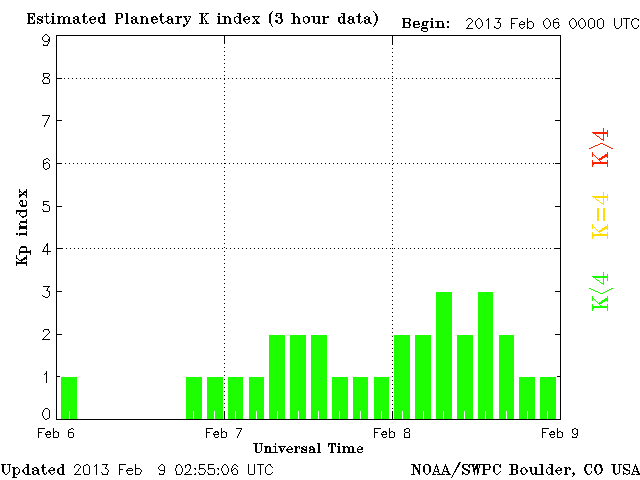 Estimated Planetary K index (3 hour data) Begin: 2013 Feb 06 0000 UTC
9
8
7
6
5
4
3
2
1
0
Kp index
K>4
K=4
K<4
Feb 6 Feb 7 Feb 8 Feb 9
Universal Time
Updated 2013 Feb 9 02:55:06 UTC NOAA/SWPC Boulder, CO USA